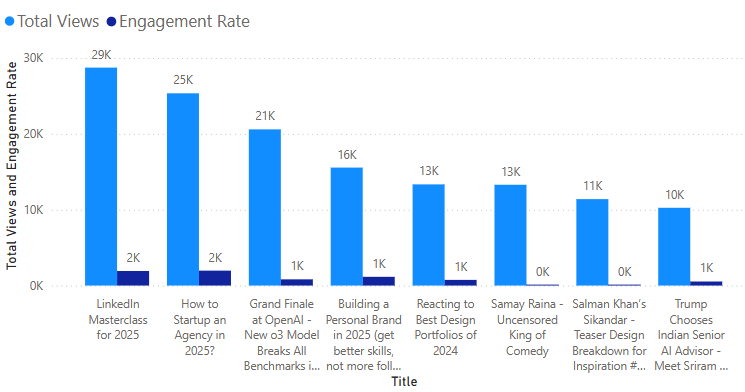 Total Views Engagement Rate
Total Views and Engagement Rate
30K
20K
10K
0K
29K
2K
25K
2K
21K
1K
16K
1K
13K
1K
13K
0K
11K
0K
10K
1K
LinkedIn
Masterclass
for 2025
How to
Startup an
Agency in
2025?
Grand Finale
at OpenAI -
New o3 Model
Breaks All
Benchmarks i...
Building a
Personal Brand
in 2025 (get
better skills,
not more foll...
Reacting to
Best Design
Portfolios of
2024
Samay Raina -
Uncensored
King of
Comedy
Salman Khan's
Sikandar -
Teaser Design
Breakdown for
Inspiration #...
Trump
Chooses
Indian Senior
AI Advisor -
Meet Sriram ...
Title